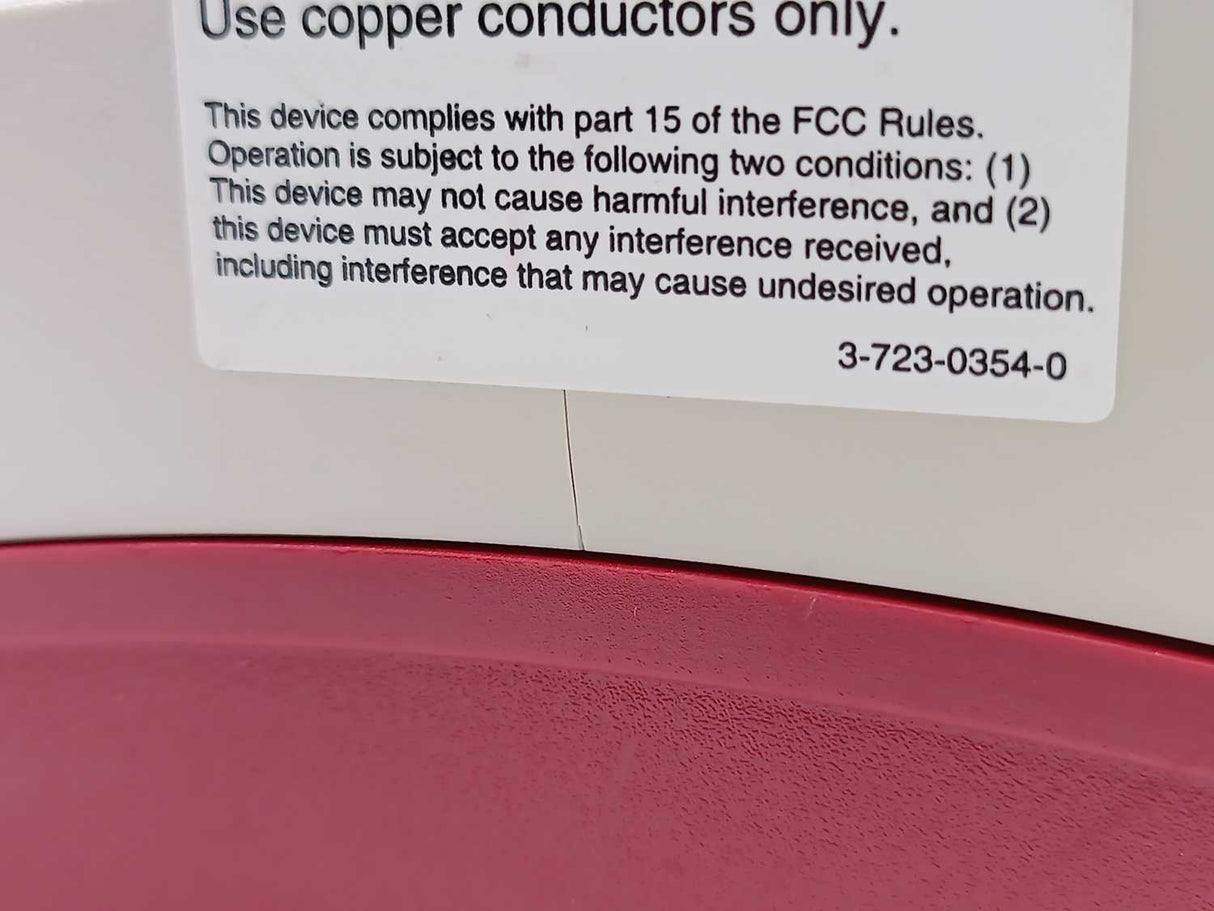 Use copper conductors only.
This device complies with part 15 of the FCC Rules.
Operation is subject to the following two conditions: (1)
This device may not cause harmful interference, and (2)
this device must accept any interference received,
including interference that may cause undesired operation.
3-723-0354-0